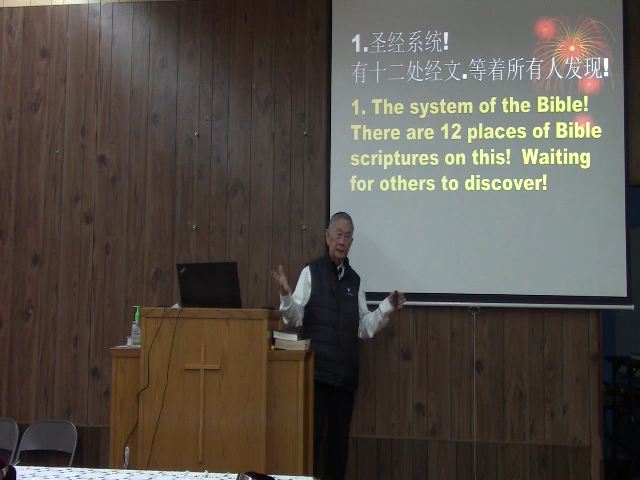 1.圣经系统!
有十二处经文.等着所有人发现!
1. The system of the Bible!
There are 12 places of Bible
scriptures on this!  Waiting
for others to discover!